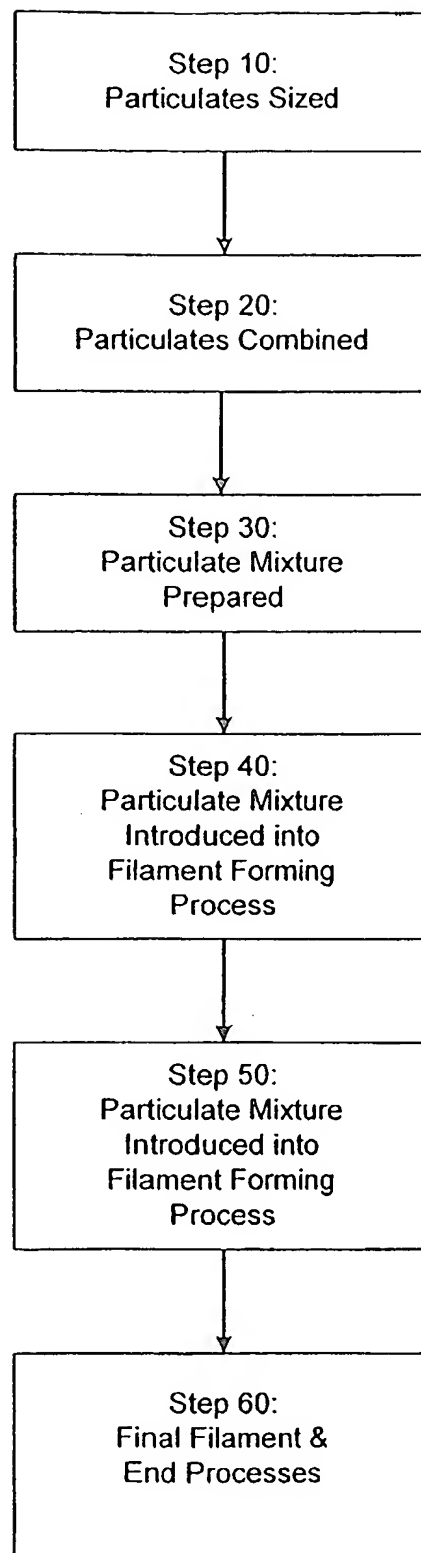 Step 10:
Particulates Sized
Step 20:
Particulates Combined
Step 30:
Particulate Mixture
Prepared
Step 40:
Particulate Mixture
Introduced into
Filament Forming
Process
Step 50:
Particulate Mixture
Introduced into
Filament Forming
Process
Step 60:
Final Filament &
End Processes